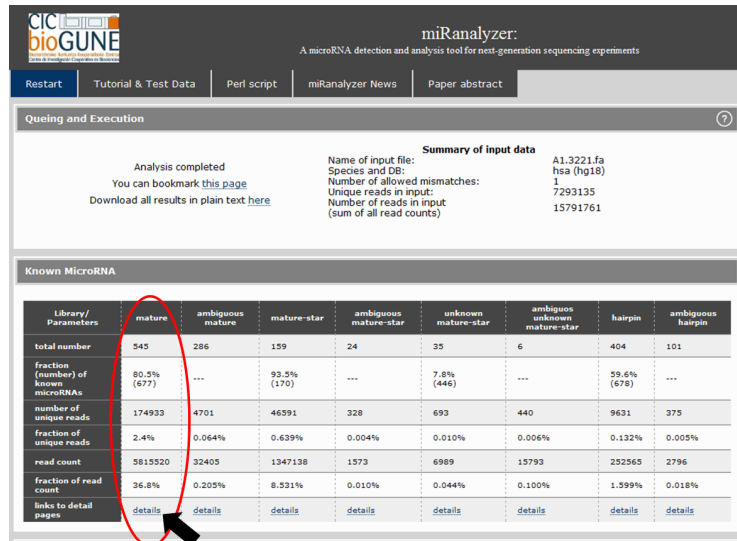 CIC
bioGUNE
miRanalyzer:
A microRNA detection and analysis tool for next-generation sequencing experiments
Restart Tutorial & Test Data Perl script miRanalyzer News Paper abstract
Queing and Execution ?
Summary of input data
Analysis completed
You can bookmark this page
Download all results in plain text here
Name of input file: A1.3221.fa
Species and DB: hsa (hg18)
Number of allowed mismatches: 1
Unique reads in input: 7293135
Number of reads in input
(sum of all read counts) 15791761
Known MicroRNA
Library/ Parameters mature ambiguous mature mature-star ambiguous mature-star unknown mature-star ambiguos unknown mature-star hairpin ambiguous hairpin
total number 545 286 159 24 35 6 404 101
fraction (number) of known microRNAs 80.5% (677) --- 93.5% (170) --- 7.8% (446) --- 59.6% (678) ---
number of unique reads 174933 4701 46591 328 693 440 9631 375
fraction of unique reads 2.4% 0.064% 0.639% 0.004% 0.010% 0.006% 0.132% 0.005%
read count 5815520 32405 1347138 1573 6989 15793 252565 2796
fraction of read count 36.8% 0.205% 8.531% 0.010% 0.044% 0.100% 1.599% 0.018%
links to detail pages details details details details details details details details